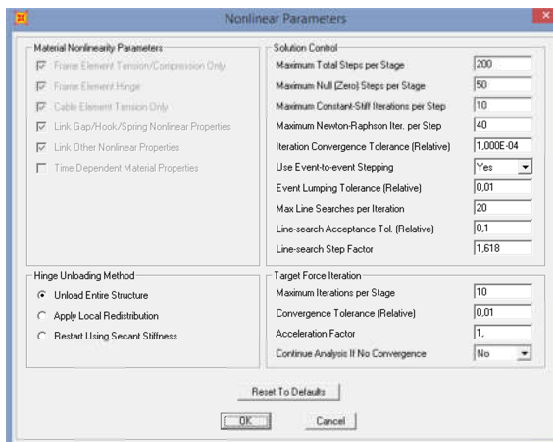 Nonlinear Parameters
Material Nonlinearity Parameters
Frame Element Tension/Compression Only
Frame Element Hinge
Cable Element Tension Only
Link Gap/Hook/Spring Nonlinear Properties
Link Other Nonlinear Properties
Time Dependent Material Properties
Solution Control
Maximum Total Steps per Stage 200
Maximum Null (Zero) Steps per Stage 50
Maximum Constant-Stiff Iterations per Step 10
Maximum Newton-Raphson Iter. per Step 40
Iteration Convergence Tolerance (Relative) 1,000E-04
Use Event-to-event Stepping Yes
Event Lumping Tolerance (Relative) 0,01
Max Line Searches per Iteration 20
Line-search Acceptance Tol. (Relative) 0,1
Line-search Step Factor 1,618
Hinge Unloading Method
Unload Entire Structure
Apply Local Redistribution
Restart Using Secant Stiffness
Target Force Iteration
Maximum Iterations per Stage 10
Convergence Tolerance (Relative) 0,01
Acceleration Factor 1,
Continue Analysis If No Convergence No
Reset To Defaults
OK Cancel